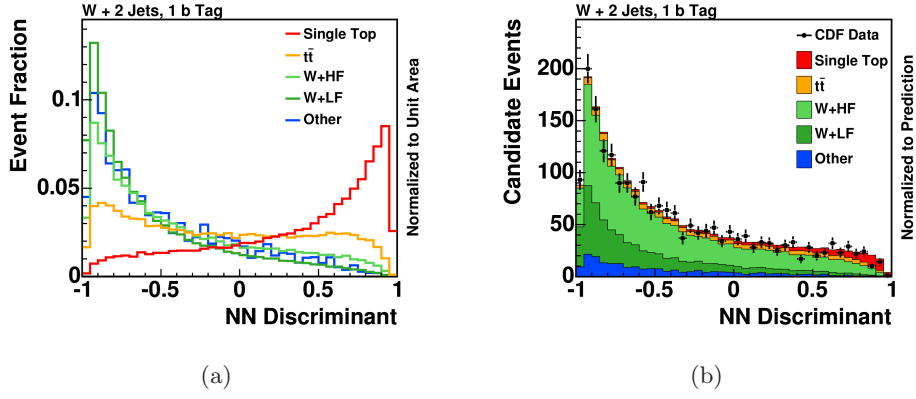 W + 2 Jets, 1 b Tag
Event Fraction
0.1
0.05
0
-1 -0.5 0 0.5 1
NN Discriminant
Normalized to Unit Area
Single Top
tt̄
W+HF
W+LF
Other
(a)
W + 2 Jets, 1 b Tag
Candidate Events
200
150
100
50
0
-1 -0.5 0 0.5 1
NN Discriminant
Normalized to Prediction
CDF Data
Single Top
tt̄
W+HF
W+LF
Other
(b)